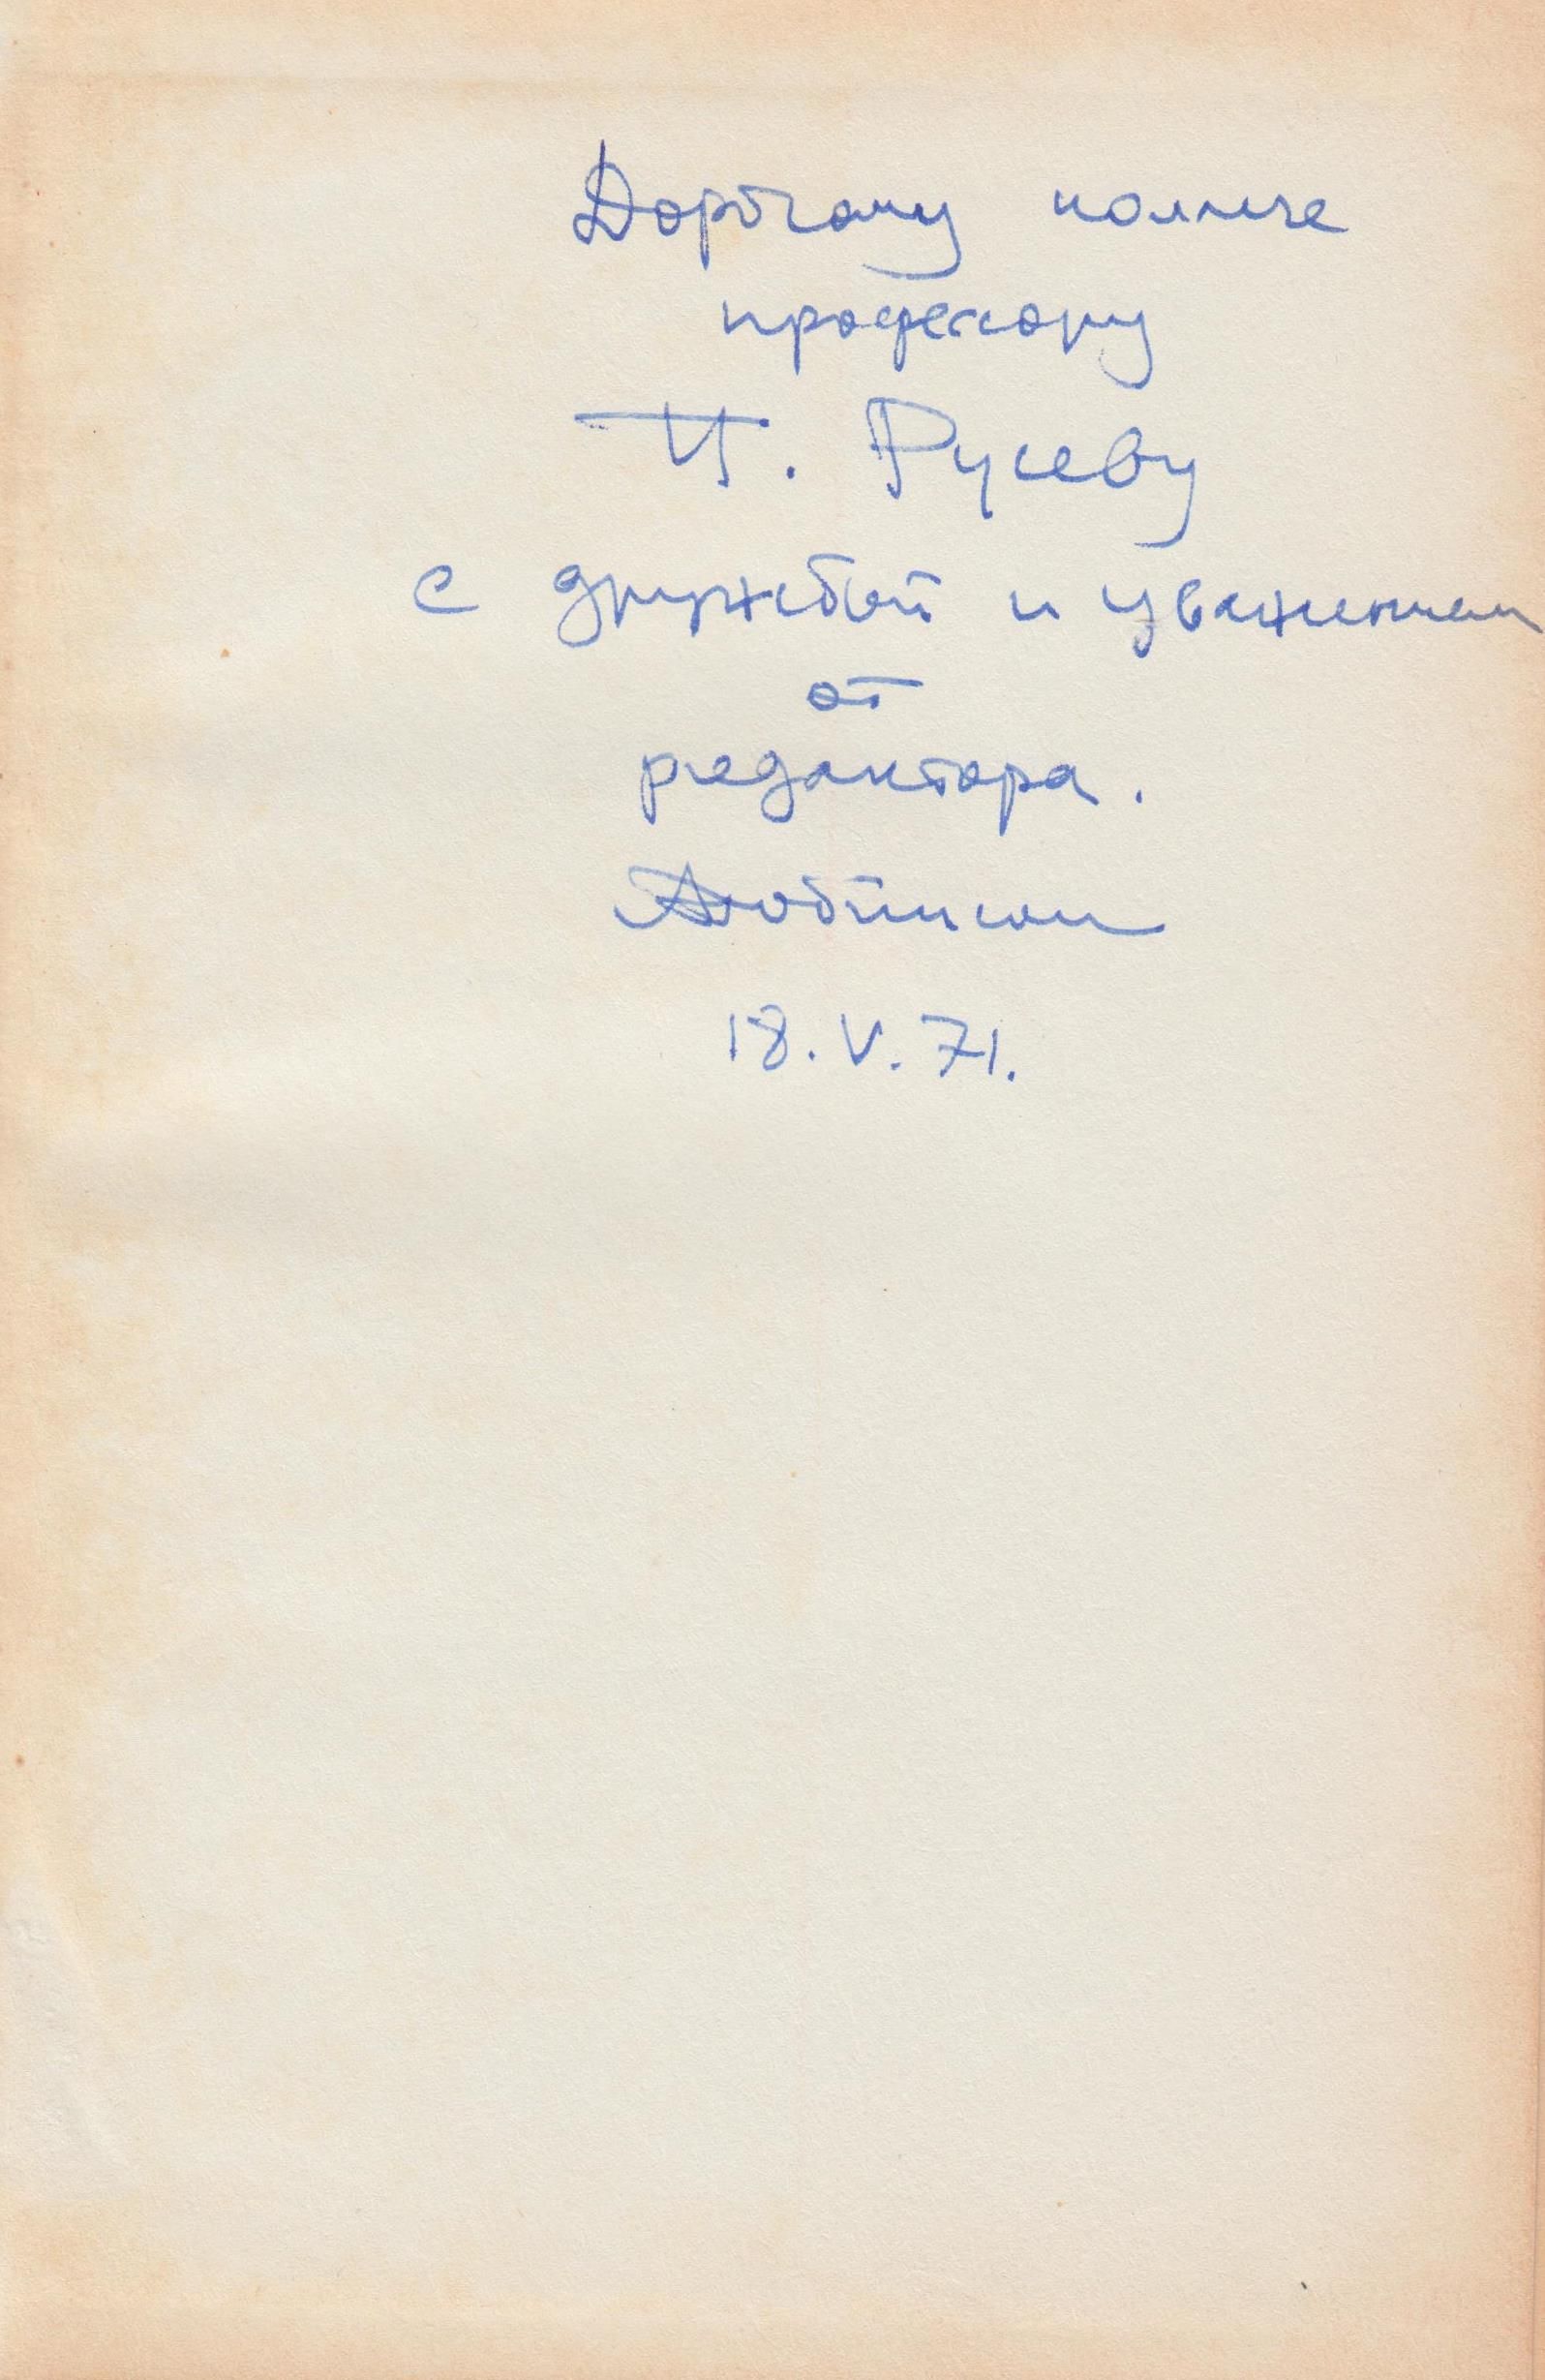 Дорогому коллеге
профессору
П. Русеву
с дружбой и уважением
от
редактора.
18.V.71.